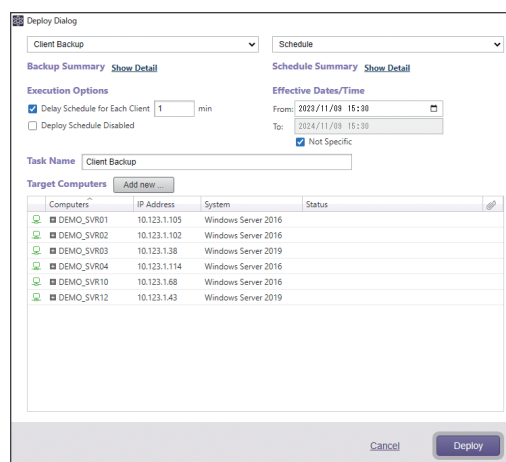 Deploy Dialog
Client Backup Schedule
Backup Summary Show Detail Schedule Summary Show Detail
Execution Options Effective Dates/Time
Delay Schedule for Each Client 1 min From: 2023/11/09 15:30
Deploy Schedule Disabled To: 2024/11/09 15:30
Not Specific
Task Name Client Backup
Target Computers Add new ...
Computers IP Address System Status
DEMO_SVR01 10.123.1.105 Windows Server 2016
DEMO_SVR02 10.123.1.102 Windows Server 2016
DEMO_SVR03 10.123.1.38 Windows Server 2019
DEMO_SVR04 10.123.1.114 Windows Server 2016
DEMO_SVR10 10.123.1.68 Windows Server 2016
DEMO_SVR12 10.123.1.43 Windows Server 2019
Cancel Deploy